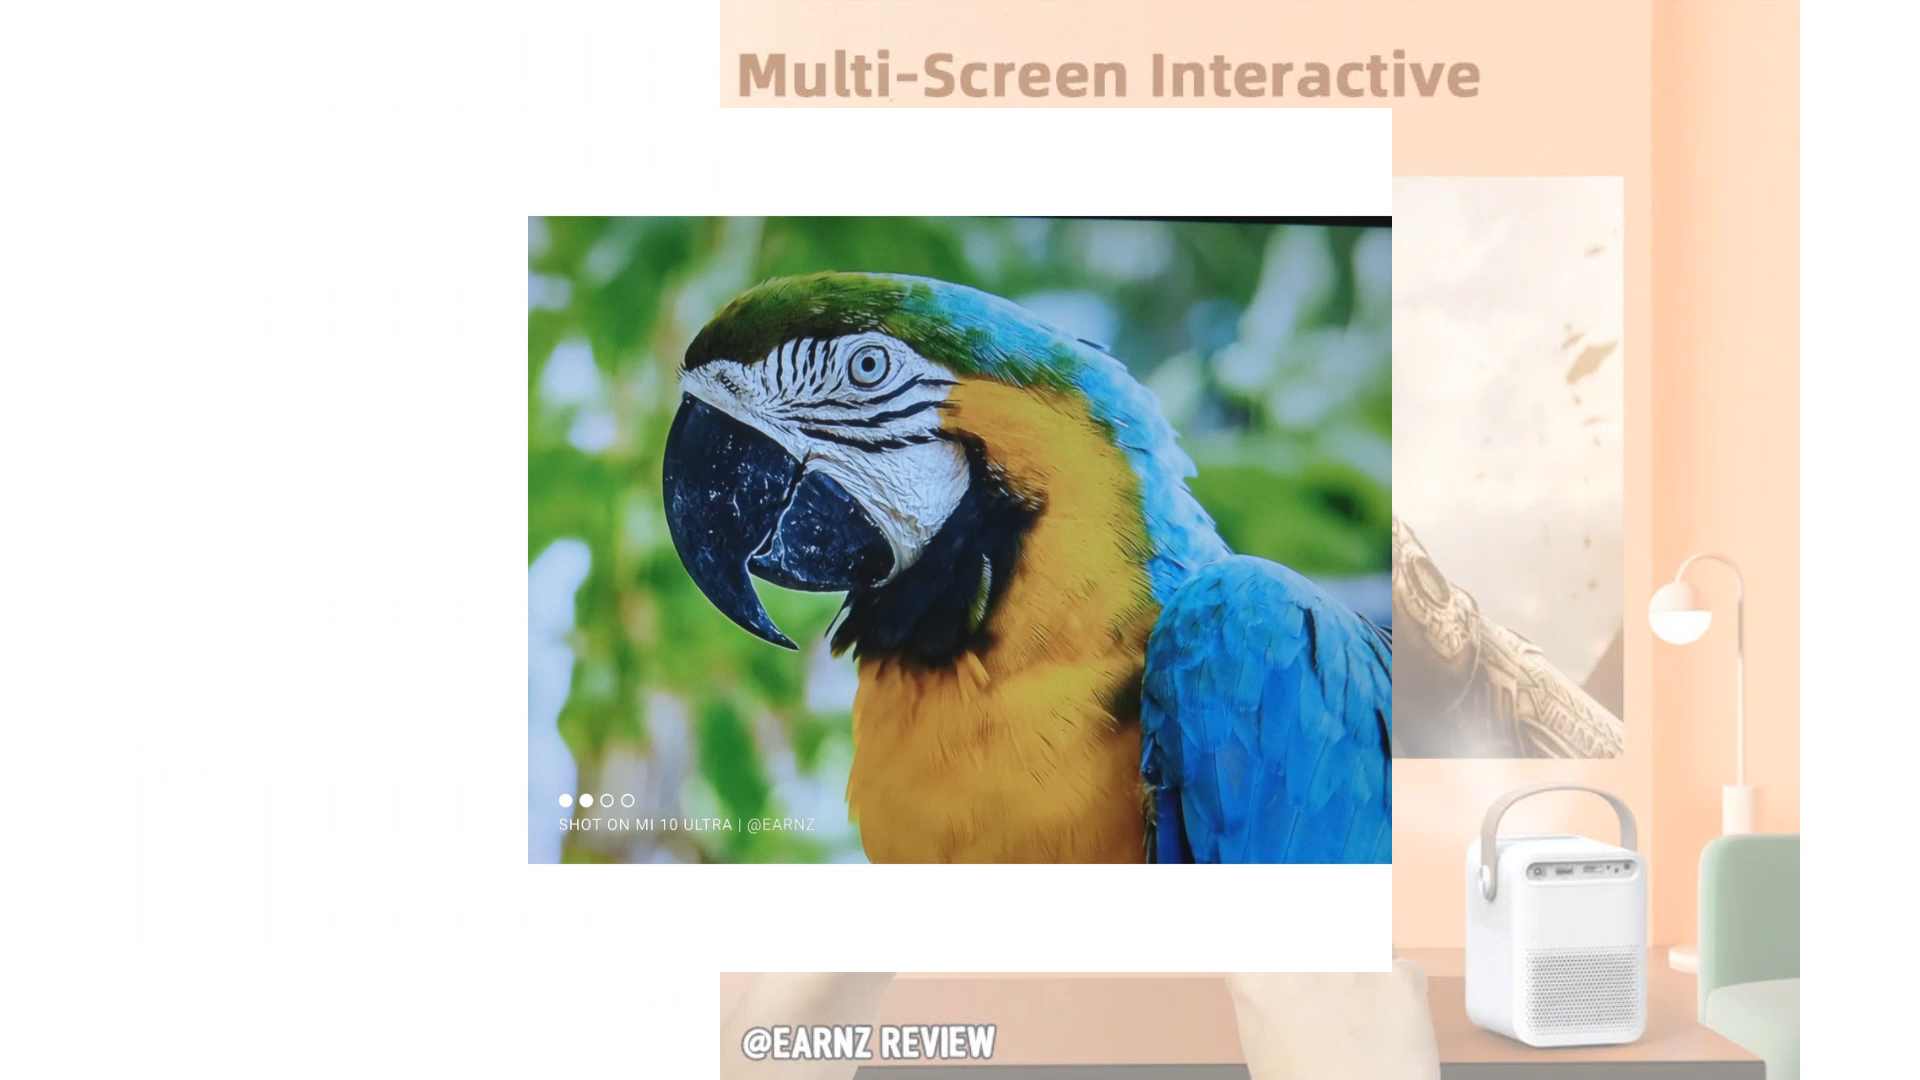 Multi-Screen Interactive
SHOT ON MI 10 ULTRA | @EARNZ
@EARNZ REVIEW